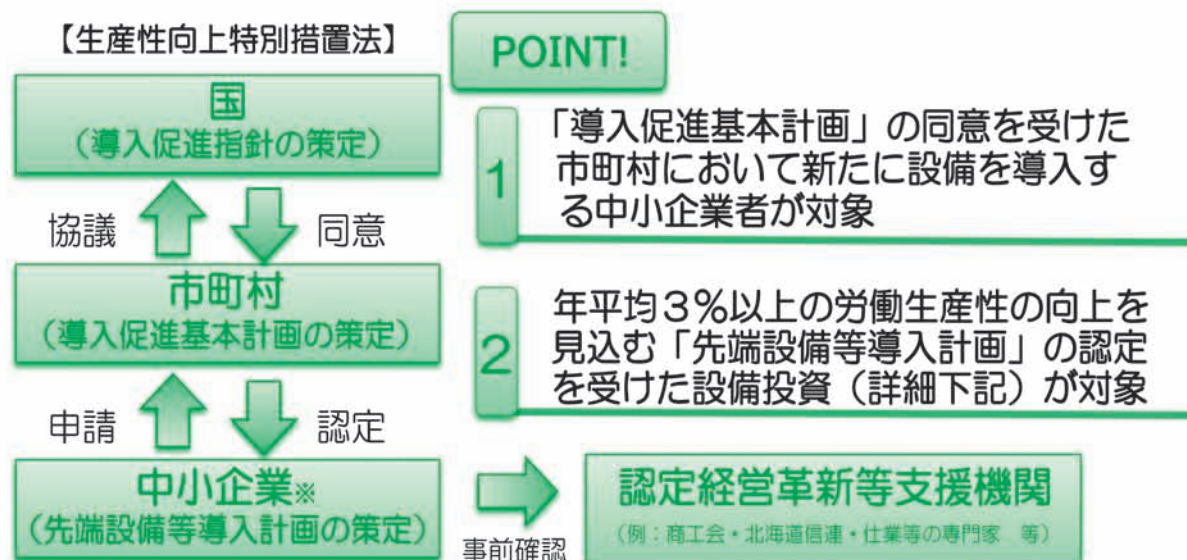 【生産性向上特別措置法】
国
（導入促進指針の策定）
協議
同意
市町村
（導入促進基本計画の策定）
申請
認定
中小企業※
（先端設備等導入計画の策定）
事前確認
認定経営革新等支援機関
（例：商工会・北海道信連・仕業等の専門家　等）
POINT!
1
「導入促進基本計画」の同意を受けた
市町村において新たに設備を導入す
る中小企業者が対象
2
年平均３％以上の労働生産性の向上を
見込む「先端設備等導入計画」の認定
を受けた設備投資（詳細下記）が対象